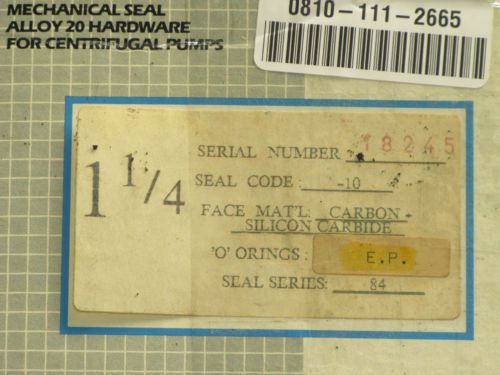 MECHANICAL SEAL
ALLOY 20 HARDWARE
FOR CENTRIFUGAL PUMPS
0810-111-2665
1 1/4
SERIAL NUMBER 18245
SEAL CODE: -10
FACE MAT'L: CARBON -
SILICON CARBIDE
'O' ORINGS: E.P.
SEAL SERIES: 84